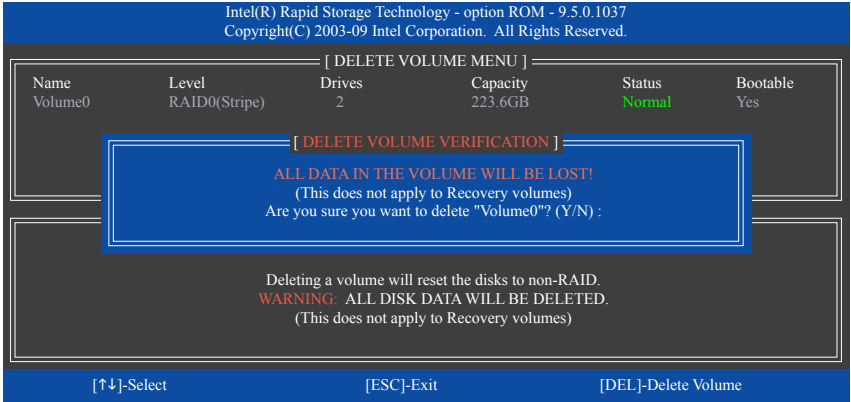 Intel(R) Rapid Storage Technology - option ROM - 9.5.0.1037
Copyright(C) 2003-09 Intel Corporation. All Rights Reserved.
[ DELETE VOLUME MENU ]
Name Level Drives Capacity Status Bootable
Volume0 RAID0(Stripe) 2 223.6GB Normal Yes
[ DELETE VOLUME VERIFICATION ]
ALL DATA IN THE VOLUME WILL BE LOST!
(This does not apply to Recovery volumes)
Are you sure you want to delete "Volume0"? (Y/N) :
Deleting a volume will reset the disks to non-RAID.
WARNING: ALL DISK DATA WILL BE DELETED.
(This does not apply to Recovery volumes)
[↑↓]-Select [ESC]-Exit [DEL]-Delete Volume